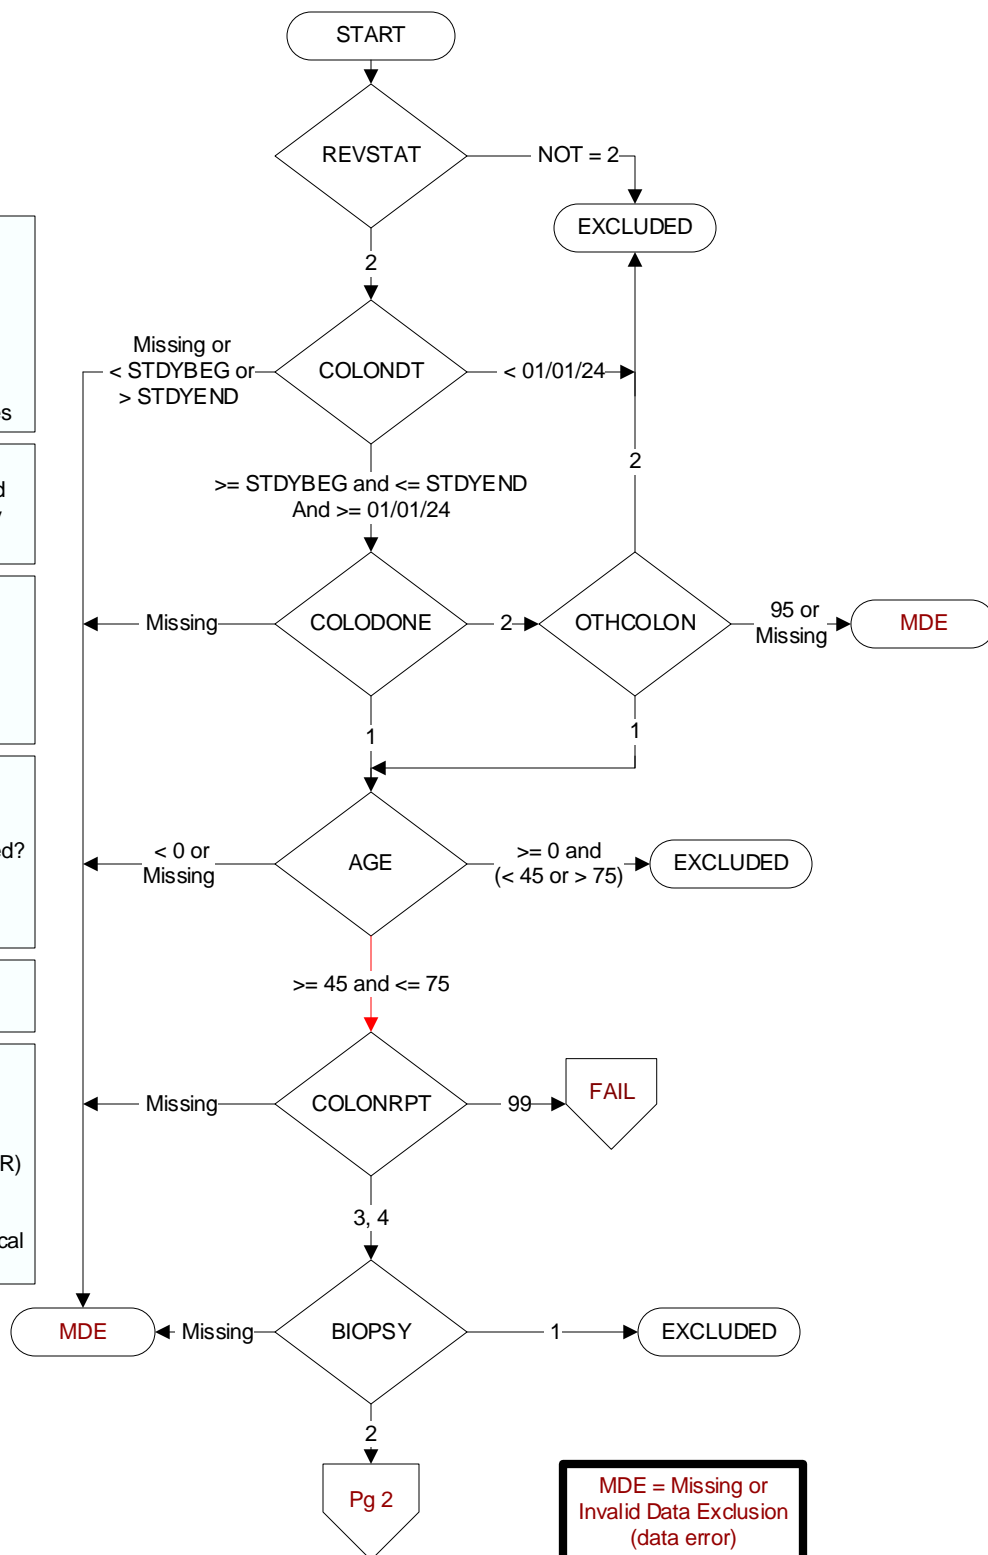 START
REVSTAT
NOT = 2
EXCLUDED
2
Missing or
< STDYBEG or
> STDYEND
COLONDT
< 01/01/24
2
>= STDYBEG and <= STDYEND
And >= 01/01/24
Missing
COLODONE
2
OTHCOLON
95 or
Missing
MDE
1
1
< 0 or
Missing
AGE
>= 0 and
(< 45 or > 75)
EXCLUDED
>= 45 and <= 75
Missing
COLONRPT
99
FAIL
3, 4
MDE
Missing
BIOPSY
1
EXCLUDED
2
Pg 2
MDE = Missing or
Invalid Data Exclusion
(data error)